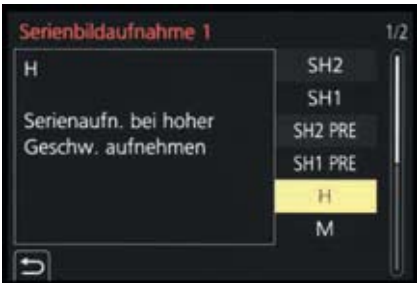 Serienbildaufnahme 1 1/2
H
Serienaufn. bei hoher
Geschw. aufnehmen
SH2
SH1
SH2 PRE
SH1 PRE
H
M